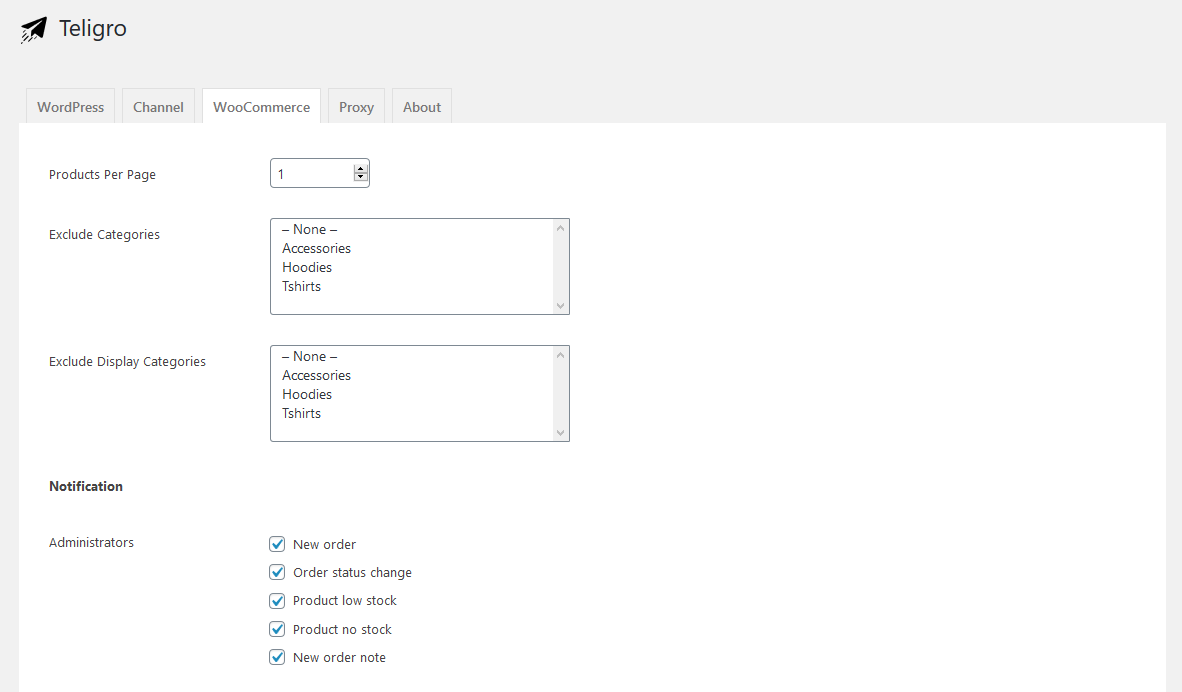 Teligro
WordPress Channel WooCommerce Proxy About
Products Per Page 1
Exclude Categories
– None –
Accessories
Hoodies
Tshirts
Exclude Display Categories
– None –
Accessories
Hoodies
Tshirts
Notification
Administrators
New order
Order status change
Product low stock
Product no stock
New order note